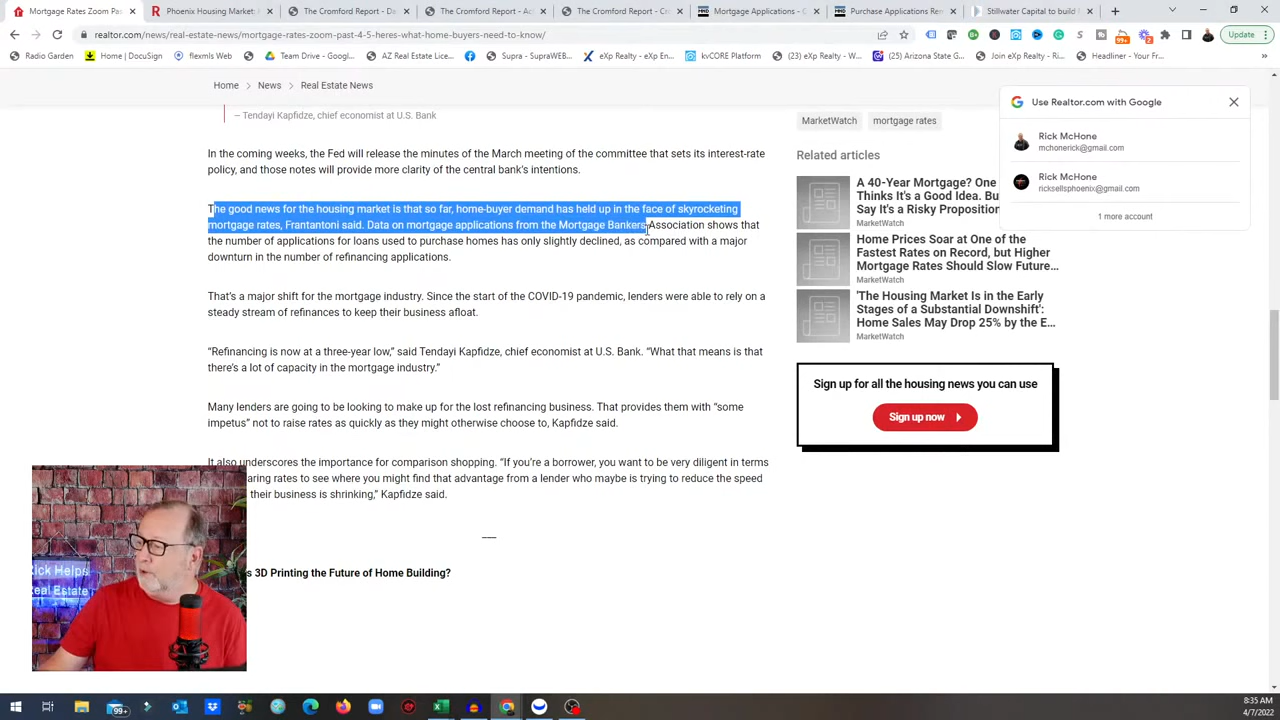 Mortgage Rates Zoom Pas
Phoenix Housing Market: H
The Cromford Report - Da
The Cromford Report - Act
The Cromford Report - A
Mortgage Applications - C
Purchase Applications Rem
Stillwater Capital to build
realtor.com/news/real-estate-news/mortgage-rates-zoom-past-4-5-heres-what-home-buyers-need-to-know/
99+
2
Update
Radio Garden
Home | DocuSign
flexmls Web
Team Drive - Googl...
AZ Real Estate Lice...
Supra - SupraWEB...
eXp Realty - eXp En...
kvCORE Platform
(23) eXp Realty - W...
(25) Arizona State G...
Join eXp Realty - Ri...
Headliner - Your Fr...
Home > News > Real Estate News
— Tendayi Kapfidze, chief economist at U.S. Bank
In the coming weeks, the Fed will release the minutes of the March meeting of the committee that sets its interest-rate
policy, and those notes will provide more clarity of the central bank's intentions.
The good news for the housing market is that so far, home-buyer demand has held up in the face of skyrocketing
mortgage rates, Frantantoni said. Data on mortgage applications from the Mortgage Bankers Association shows that
the number of applications for loans used to purchase homes has only slightly declined, as compared with a major
downturn in the number of refinancing applications.
That's a major shift for the mortgage industry. Since the start of the COVID-19 pandemic, lenders were able to rely on a
steady stream of refinances to keep their business afloat.
“Refinancing is now at a three-year low,” said Tendayi Kapfidze, chief economist at U.S. Bank. “What that means is that
there's a lot of capacity in the mortgage industry.”
Many lenders are going to be looking to make up for the lost refinancing business. That provides them with “some
impetus” not to raise rates as quickly as they might otherwise choose to, Kapfidze said.
It also underscores the importance for comparison shopping. “If you're a borrower, you want to be very diligent in terms
aring rates to see where you might find that advantage from a lender who maybe is trying to reduce the speed
their business is shrinking,” Kapfidze said.
s 3D Printing the Future of Home Building?
MarketWatch
mortgage rates
Related articles
A 40-Year Mortgage? One
Thinks It's a Good Idea. Bu
Say It's a Risky Proposition
MarketWatch
Home Prices Soar at One of the
Fastest Rates on Record, but Higher
Mortgage Rates Should Slow Future...
MarketWatch
'The Housing Market Is in the Early
Stages of a Substantial Downshift':
Home Sales May Drop 25% by the E...
MarketWatch
Sign up for all the housing news you can use
Sign up now
Use Realtor.com with Google
Rick McHone
mchonerick@gmail.com
Rick McHone
ricksellsphoenix@gmail.com
1 more account
Rick Helps
Real Estate
99+
8:35 AM
4/7/2022